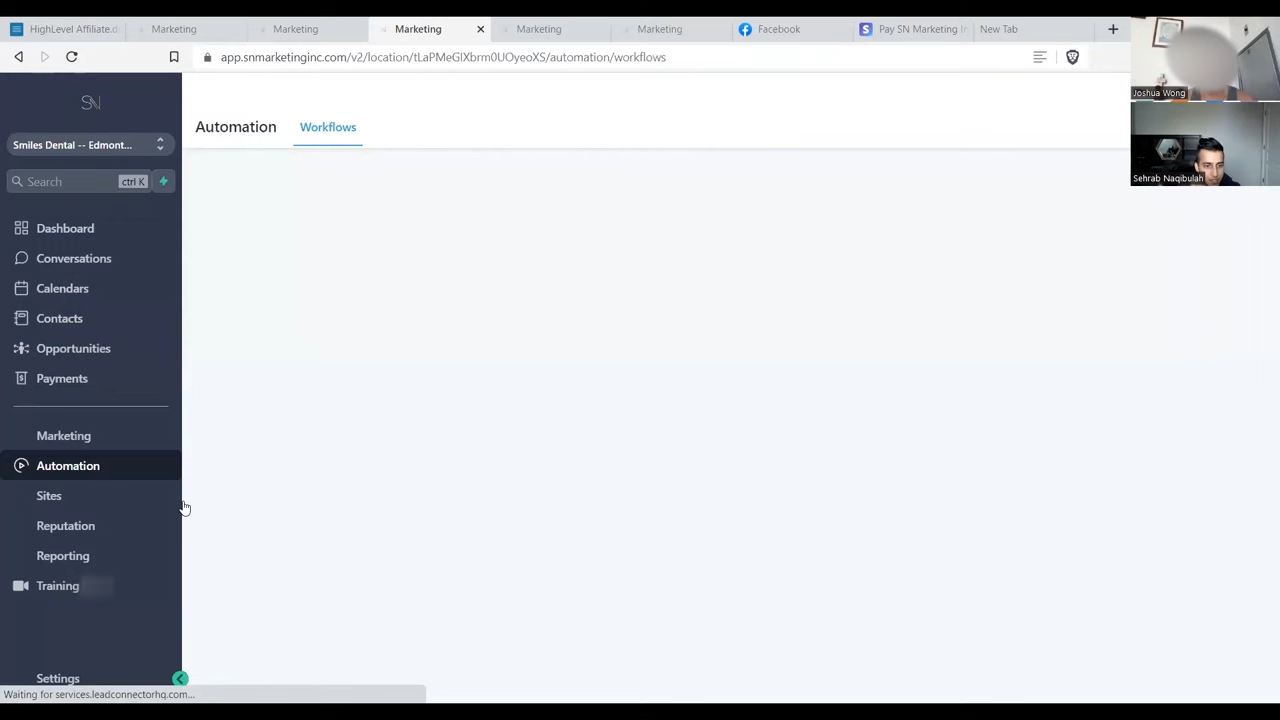 HighLevel Affiliate.d
Marketing
Marketing
Marketing
Marketing
Marketing
Facebook
Pay SN Marketing In
New Tab
app.snmarketinginc.com/v2/location/tLaPMeGlXbrm0UOyeoXS/automation/workflows
Joshua Wong
Sehrab Naqibulah
SN
Smiles Dental -- Edmont...
Search
ctrl K
Automation
Workflows
Dashboard
Conversations
Calendars
Contacts
Opportunities
Payments
Marketing
Automation
Sites
Reputation
Reporting
Training
Settings
Waiting for services.leadconnectorhq.com...